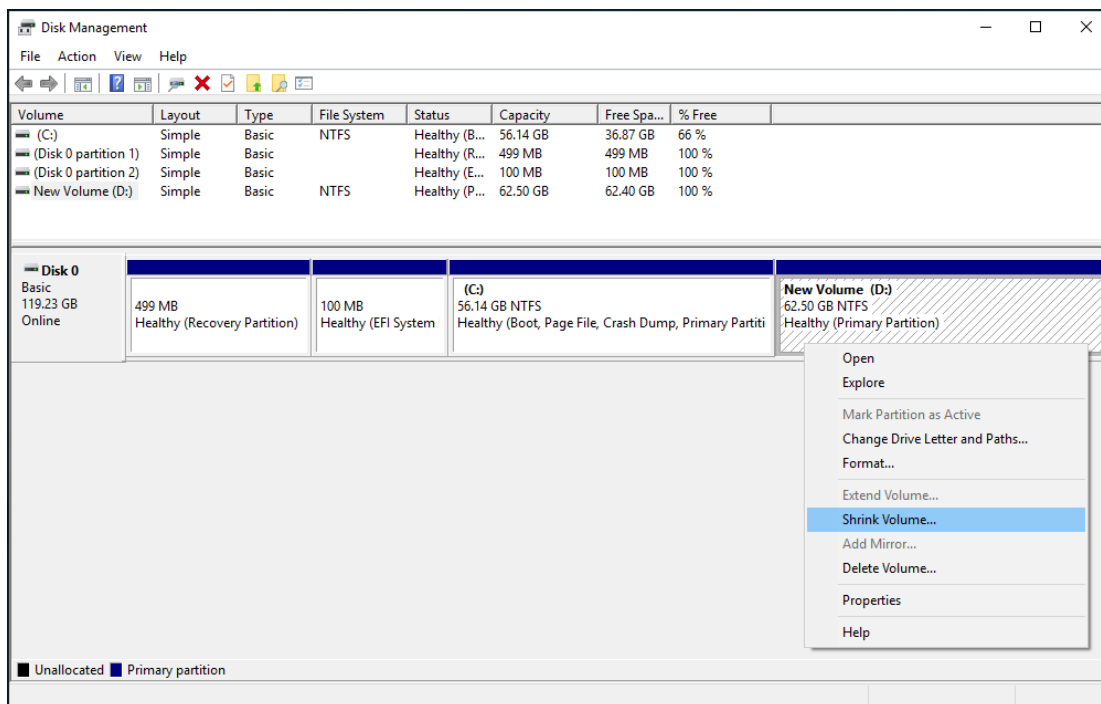 Disk Management
File Action View Help
Volume Layout Type File System Status Capacity Free Spa... % Free
(C:) Simple Basic NTFS Healthy (B... 56.14 GB 36.87 GB 66 %
(Disk 0 partition 1) Simple Basic Healthy (R... 499 MB 499 MB 100 %
(Disk 0 partition 2) Simple Basic Healthy (E... 100 MB 100 MB 100 %
New Volume (D:) Simple Basic NTFS Healthy (P... 62.50 GB 62.40 GB 100 %
Disk 0
Basic
119.23 GB
Online
499 MB
Healthy (Recovery Partition)
100 MB
Healthy (EFI System
(C:)
56.14 GB NTFS
Healthy (Boot, Page File, Crash Dump, Primary Partiti
New Volume (D:)
62.50 GB NTFS
Healthy (Primary Partition)
Open
Explore
Mark Partition as Active
Change Drive Letter and Paths...
Format...
Extend Volume...
Shrink Volume...
Add Mirror...
Delete Volume...
Properties
Help
Unallocated Primary partition